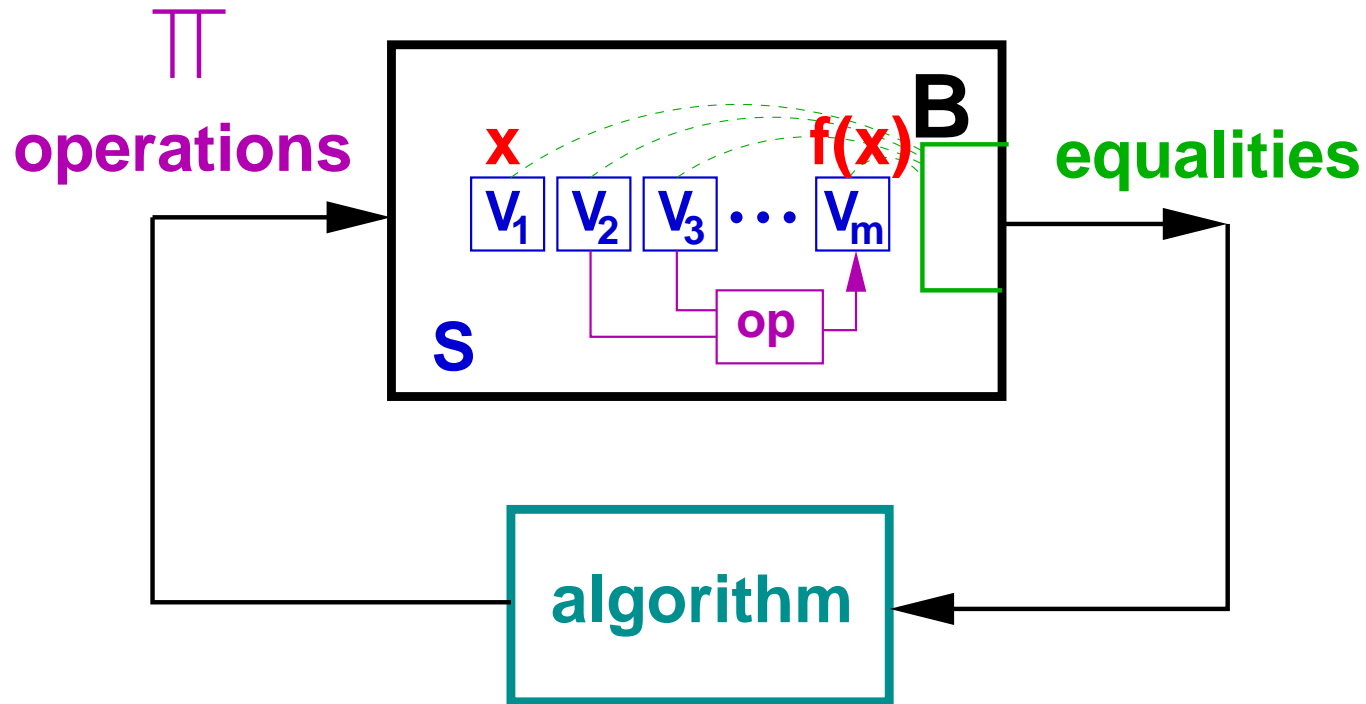 Π
B
operations x f(x) equalities
V1 V2 V3 ••• Vm
op
S
algorithm